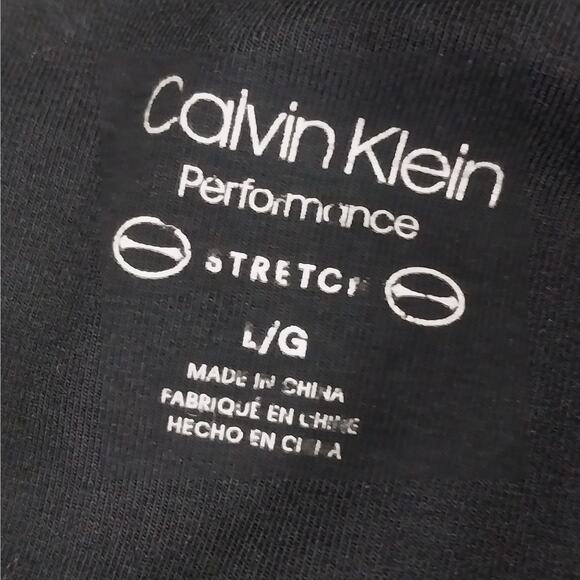 Calvin Klein
Performance
STRETCH
L/G
MADE IN CHINA
FABRIQUÉ EN CHINE
HECHO EN CHINA